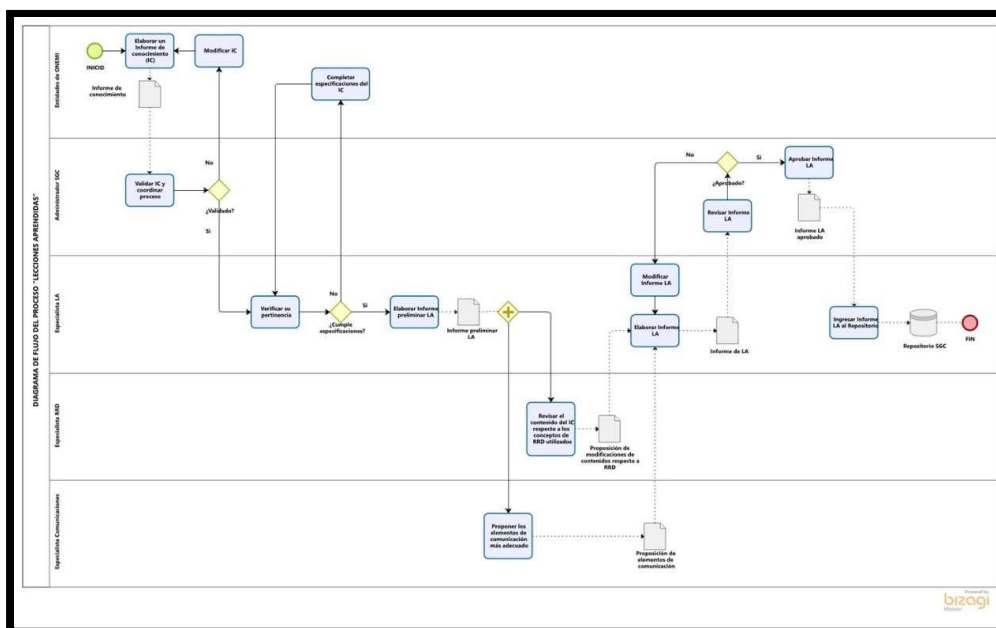 DIAGRAMA DE FLUJO DEL PROCESO "LECCIONES APRENDIDAS"
Entidades de ONEMI
INICIO
Elaborar un
Informe de
conocimiento
(IC)
Modificar IC
Informe de
conocimiento
Completar
especificaciones del
IC
No
Administrador SGC
Validar IC y
coordinar
proceso
¿Validado?
Si
No
¿Aprobado?
Si
Aprobar Informe
LA
Revisar Informe
LA
Informe LA
aprobado
Especialista LA
Verificar su
pertinencia
No
¿Cumple
especificaciones?
Si
Elaborar Informe
preliminar LA
Informe preliminar
LA
Modificar
Informe LA
Elaborar Informe
LA
Informe de LA
Ingresar Informe
LA al Repositorio
Repositorio SGC
FIN
Especialista RRD
Revisar el
contenido del IC
respecto a los
conceptos de
RRD utilizados
Proposición de
modificaciones de
contenidos respecto a
RRD
Especialista Comunicaciones
Proponer los
elementos de
comunicación
más adecuado
Proposición de
elementos de
comunicación
Powered by
bizagi
Modeler